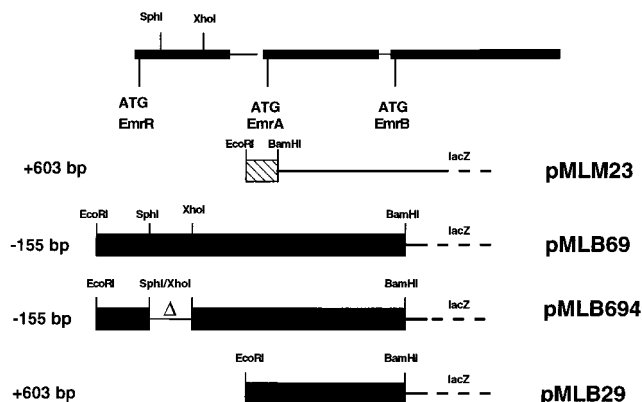 SphI XhoI
ATG EmrR ATG EmrA ATG EmrB
EcoRI BamHI lacZ
+603 bp pMLM23
EcoRI SphI XhoI BamHI lacZ
-155 bp pMLB69
EcoRI SphI/XhoI BamHI lacZ
Δ
-155 bp pMLB694
EcoRI BamHI lacZ
+603 bp pMLB29